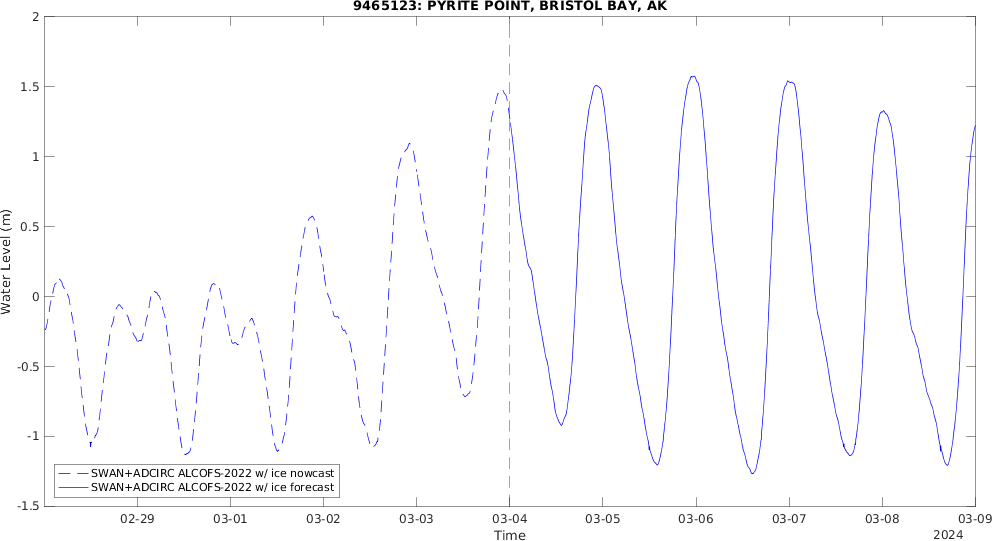 9465123: PYRITE POINT, BRISTOL BAY, AK
Water Level (m)
2
1.5
1
0.5
0
-0.5
-1
-1.5
SWAN+ADCIRC ALCOFS-2022 w/ ice nowcast
SWAN+ADCIRC ALCOFS-2022 w/ ice forecast
02-29 03-01 03-02 03-03 03-04 03-05 03-06 03-07 03-08 03-09
Time
2024